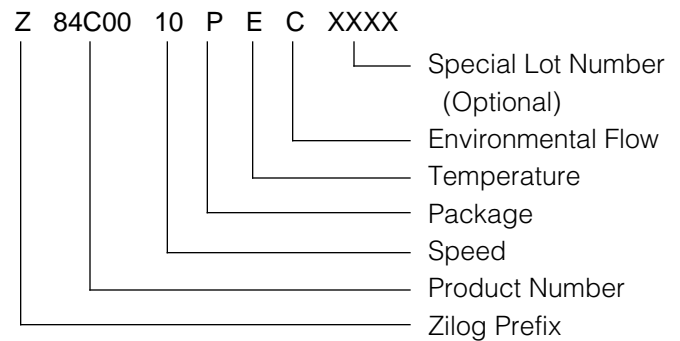 Z 84C00 10 P E C XXXX
Special Lot Number
(Optional)
Environmental Flow
Temperature
Package
Speed
Product Number
Zilog Prefix